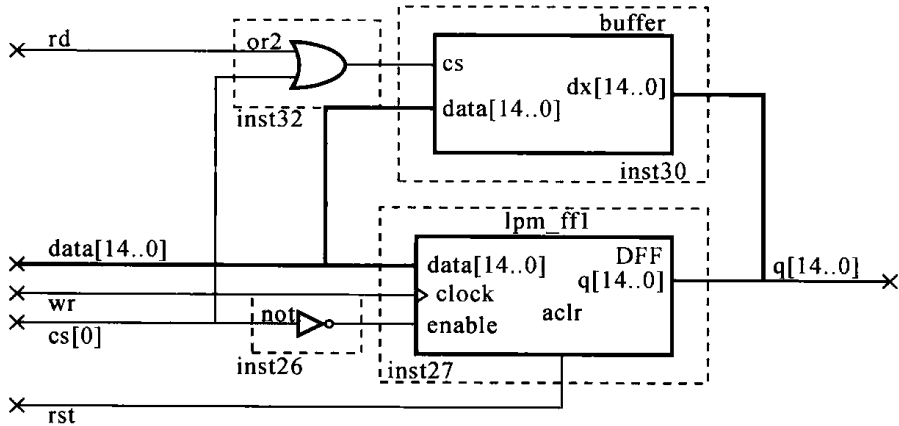 buffer
rd
or2
cs
dx[14..0]
data[14..0]
inst32
inst30
lpm_ff1
data[14..0]
DFF
data[14..0]
q[14..0]
q[14..0}
clock
wr
not
aclr
enable
cs[0]
inst26
inst27
rst